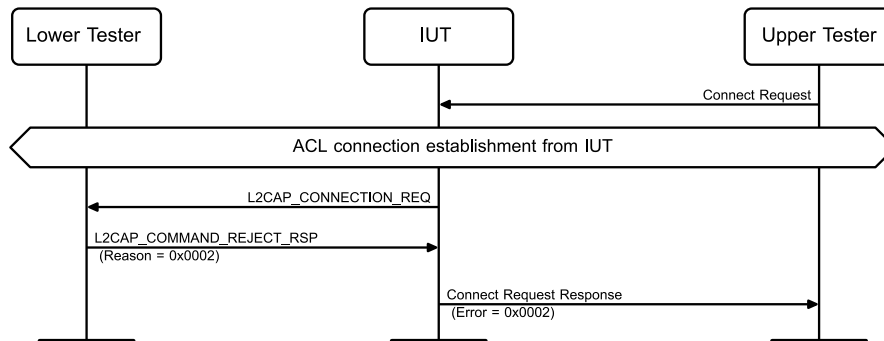 Lower Tester
IUT
Upper Tester
Connect Request
ACL connection establishment from IUT
L2CAP_CONNECTION_REQ
L2CAP_COMMAND_REJECT_RSP
(Reason = 0x0002)
Connect Request Response
(Error = 0x0002)